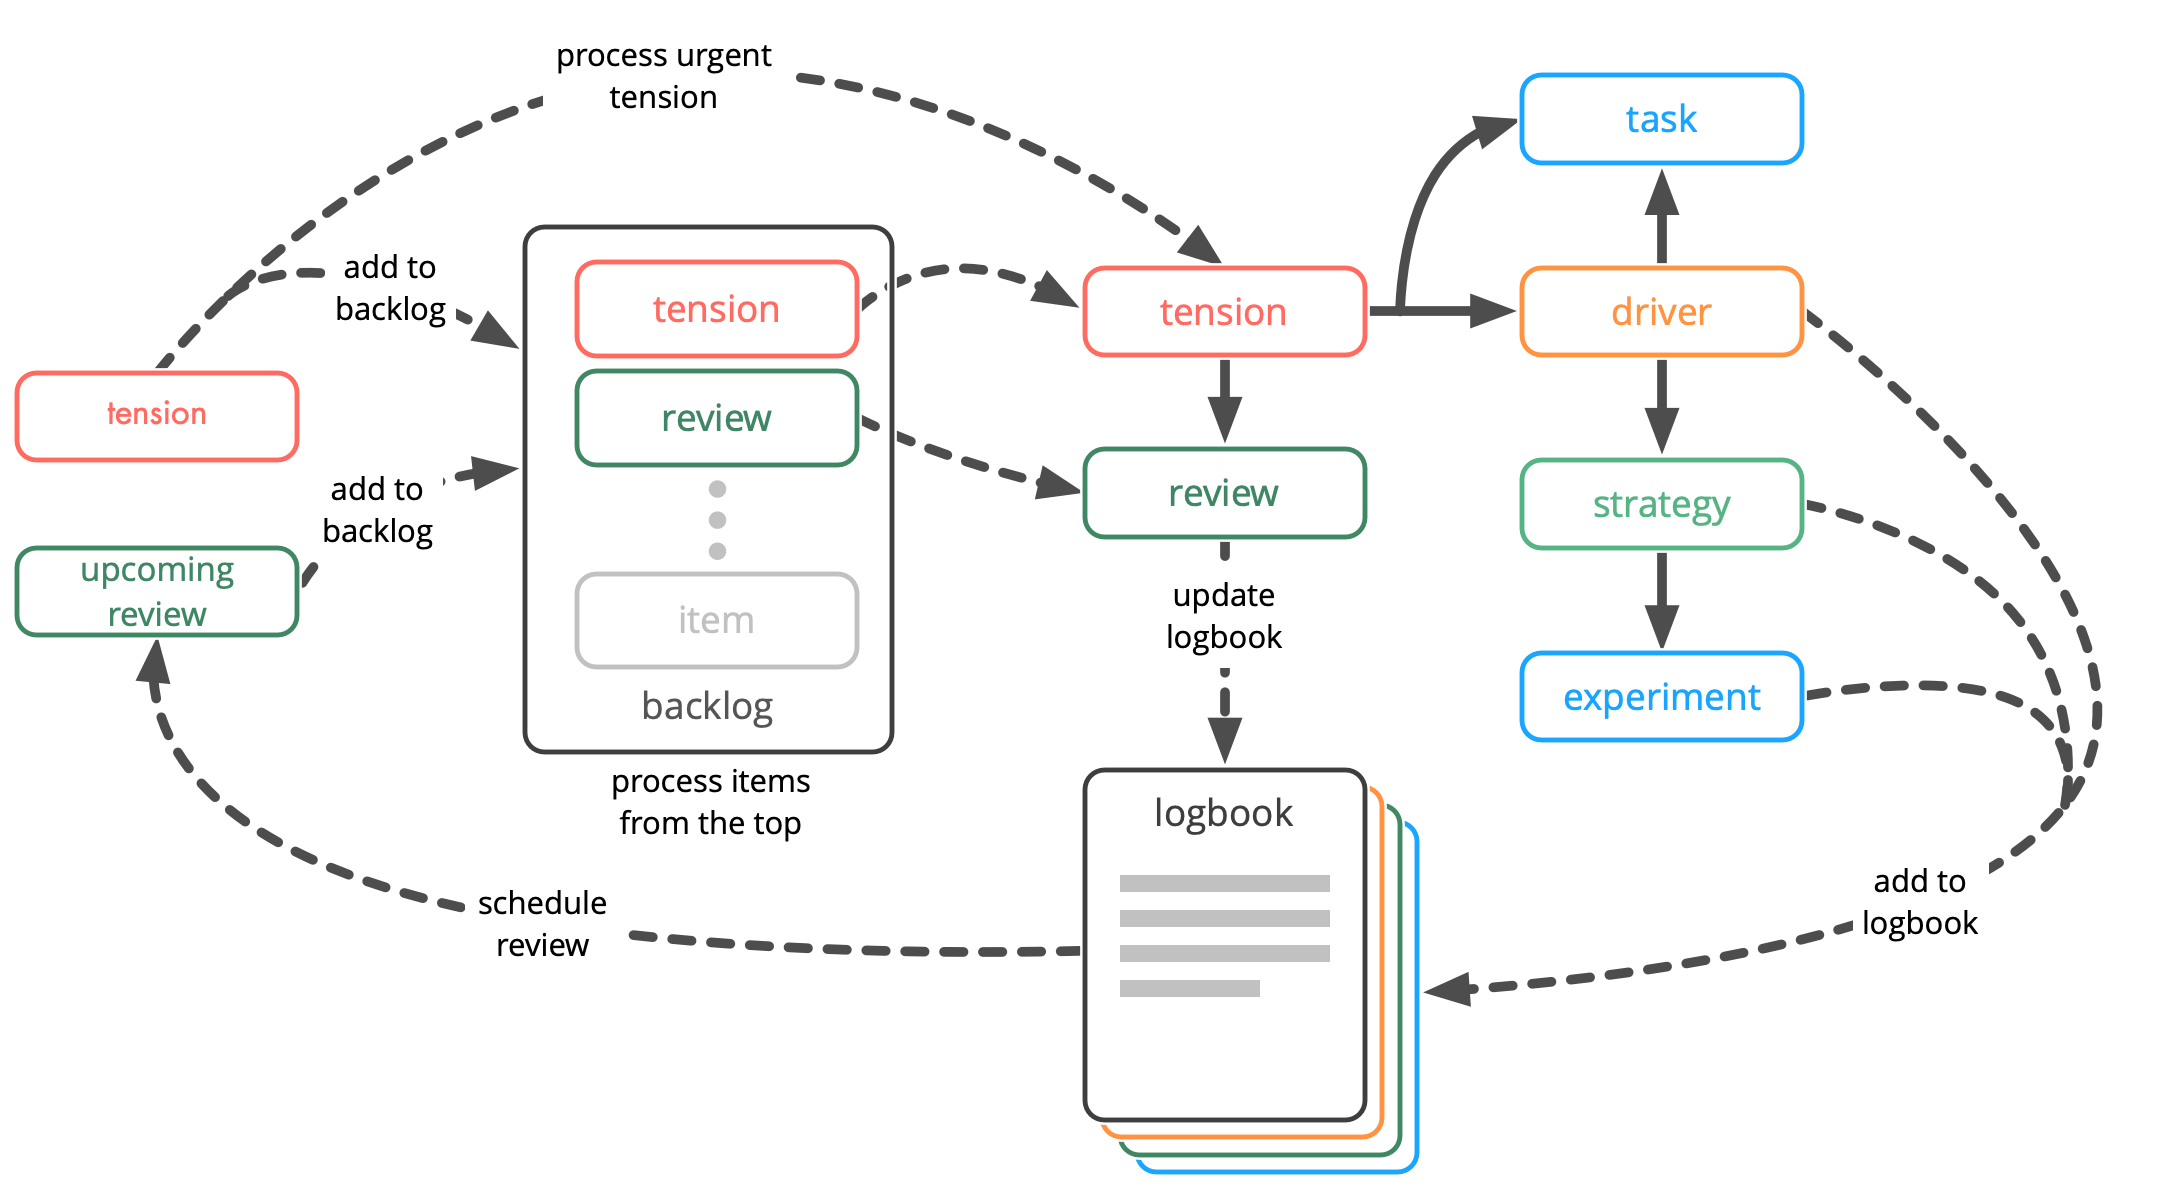 process urgent
tension
task
add to
backlog
tension
tension
driver
tension
review
add to
backlog
review
strategy
upcoming
review
item
update
logbook
experiment
backlog
process items
from the top
logbook
schedule
review
add to
logbook